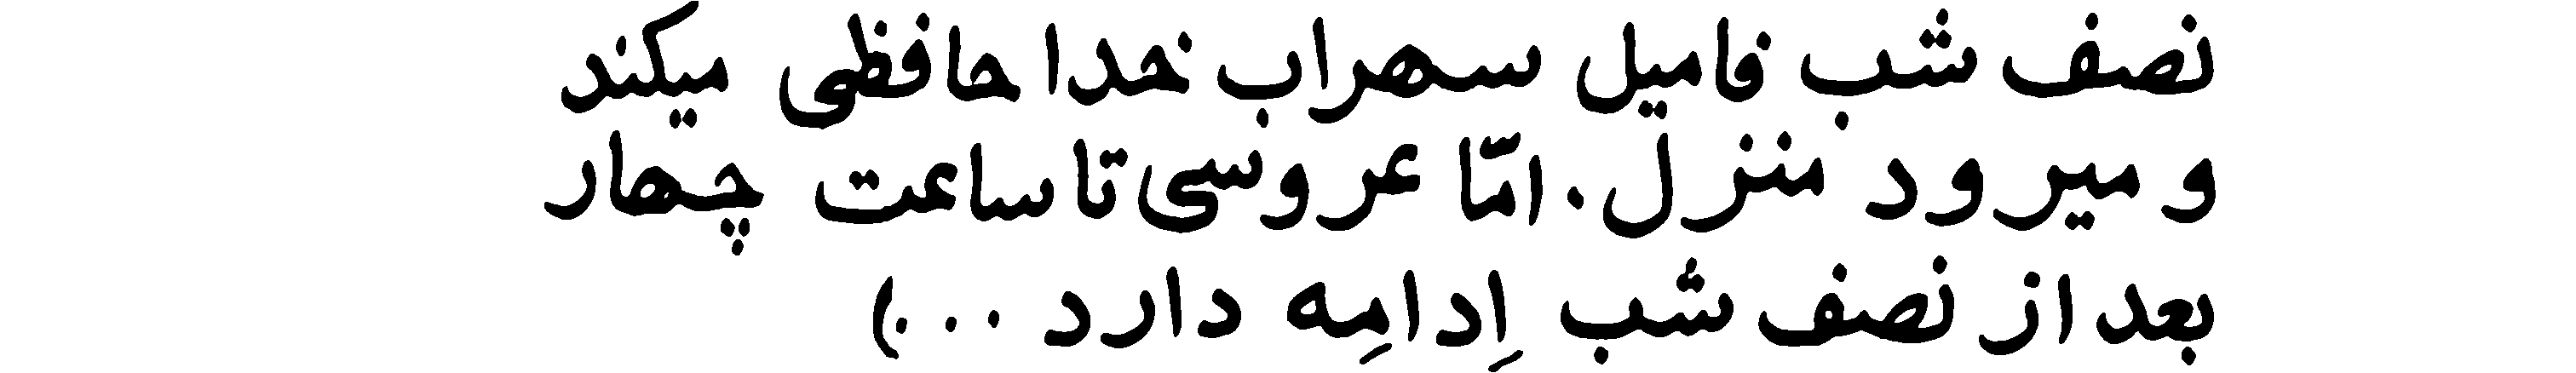 نصف شب فامیل سهراب خدا حافظی میکند
و میرود منزل. امّا عروسی تا ساعت چهار
بعد از نصف شب اِدامِه دارد ...)